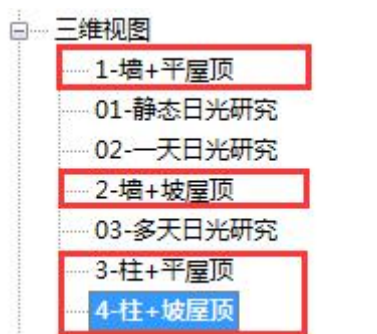 三维视图
1-墙+平屋顶
01-静态日光研究
02-一天日光研究
2-墙+坡屋顶
03-多天日光研究
3-柱+平屋顶
4-柱+坡屋顶